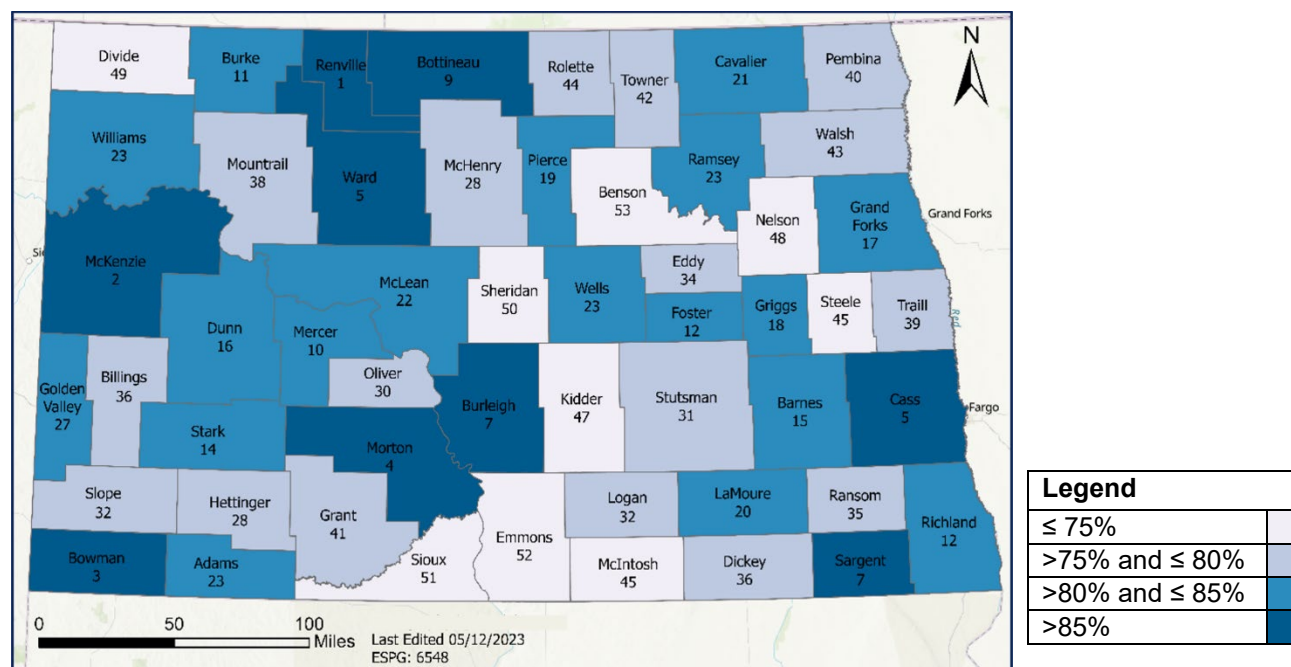 N
Divide
49
Burke
11
Renville
1
Bottineau
9
Rolette
44
Towner
42
Cavalier
21
Pembina
40
Williams
23
Mountrail
38
Ward
5
McHenry
28
Pierce
19
Benson
53
Ramsey
23
Walsh
43
Nelson
48
Grand
Forks
17
Grand Forks
McKenzie
2
Dunn
16
McLean
22
Mercer
10
Sheridan
50
Wells
23
Eddy
34
Foster
12
Griggs
18
Steele
45
Traill
39
Red
Golden
Valley
27
Billings
36
Oliver
30
Stark
14
Morton
4
Burleigh
7
Kidder
47
Stutsman
31
Barnes
15
Cass
5
Fargo
Slope
32
Hettinger
28
Grant
41
Sioux
51
Emmons
52
Logan
32
LaMoure
20
Ransom
35
Richland
12
Bowman
3
Adams
23
McIntosh
45
Dickey
36
Sargent
7
0 50 100
Miles
Last Edited 05/12/2023
ESPG: 6548
Legend
≤ 75%
>75% and ≤ 80%
>80% and ≤ 85%
>85%